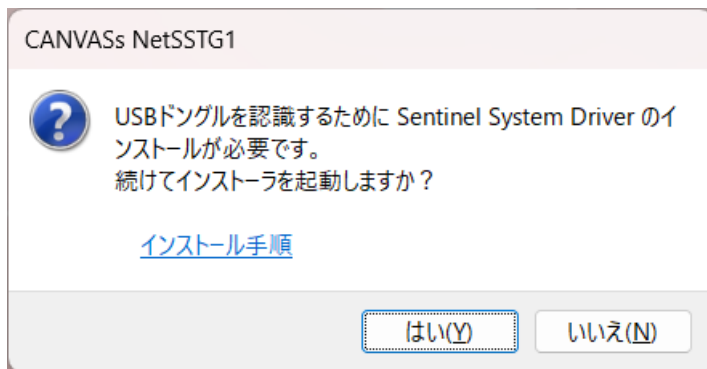 CANVASs NetSSTG1
USBドングルを認識するために Sentinel System Driver のイ
ンストールが必要です。
続けてインストーラを起動しますか？
インストール手順
はい(Y)
いいえ(N)